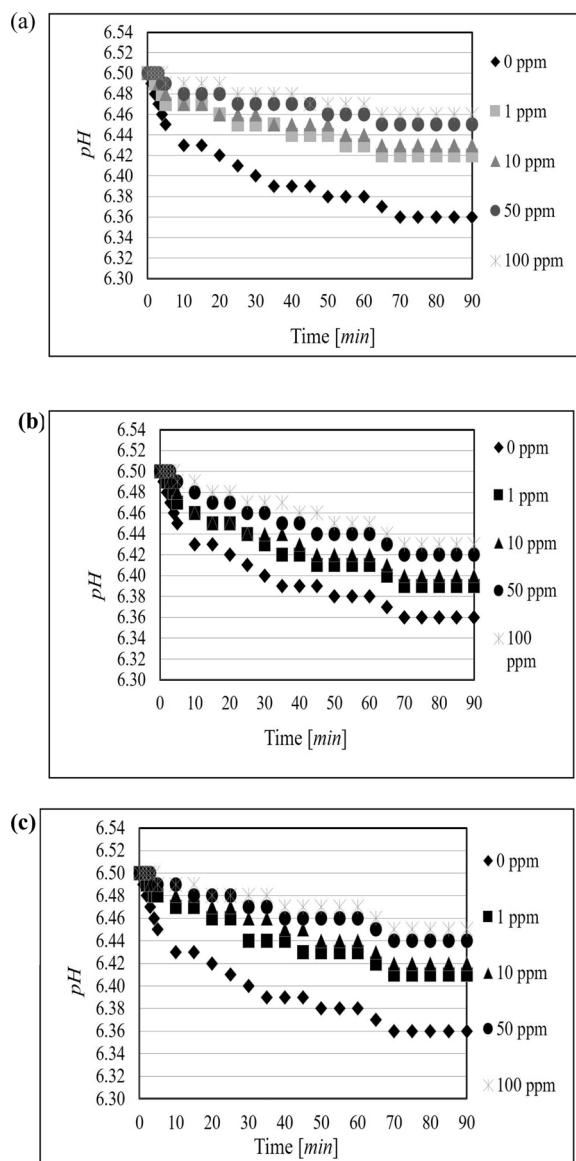 (a)
6.54
6.52
6.50
6.48
6.46
6.44
6.42
6.40
6.38
6.36
6.34
6.32
6.30
pH
0 10 20 30 40 50 60 70 80 90
Time [min]
0 ppm
1 ppm
10 ppm
50 ppm
100 ppm
(b)
6.54
6.52
6.50
6.48
6.46
6.44
6.42
6.40
6.38
6.36
6.34
6.32
6.30
pH
0 10 20 30 40 50 60 70 80 90
Time [min]
0 ppm
1 ppm
10 ppm
50 ppm
100
ppm
(c)
6.54
6.52
6.50
6.48
6.46
6.44
6.42
6.40
6.38
6.36
6.34
6.32
6.30
pH
0 10 20 30 40 50 60 70 80 90
Time [min]
0 ppm
1 ppm
10 ppm
50 ppm
100 ppm